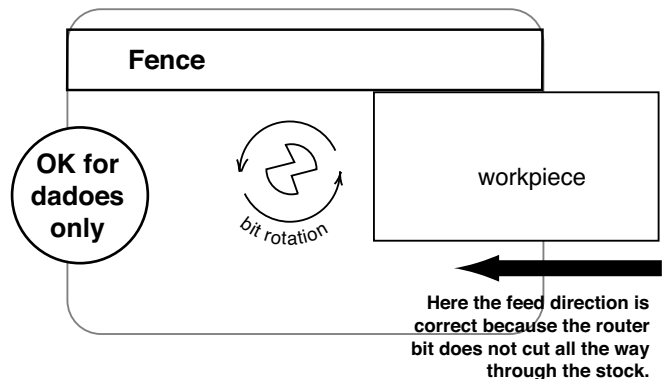 Fence
OK for
dadoes
only
bit rotation
workpiece
Here the feed direction is
correct because the router
bit does not cut all the way
through the stock.